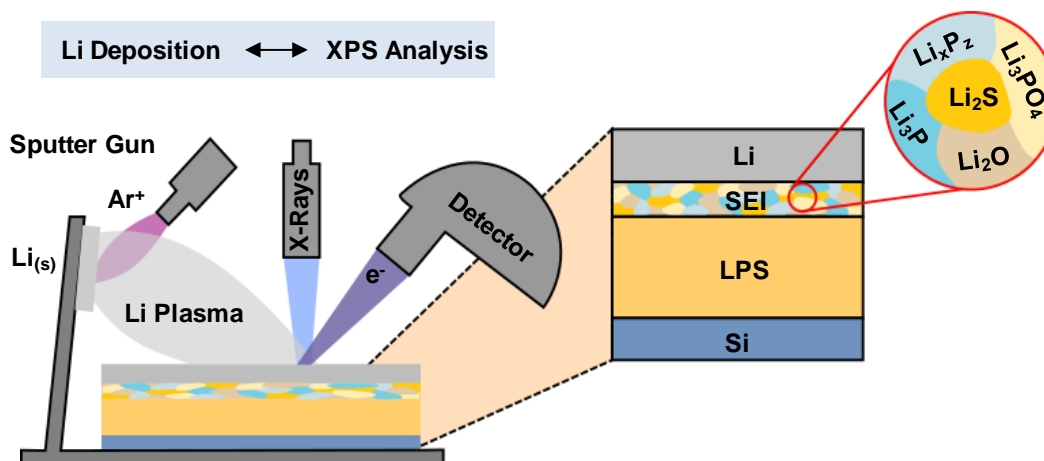 Li Deposition ↔ XPS Analysis
Sputter Gun
Ar⁺
Li₍ₛ₎
Li Plasma
X-Rays
e⁻
Detector
Li
SEI
LPS
Si
LiₓP_z
Li₃PO₄
Li₂S
Li₃P
Li₂O